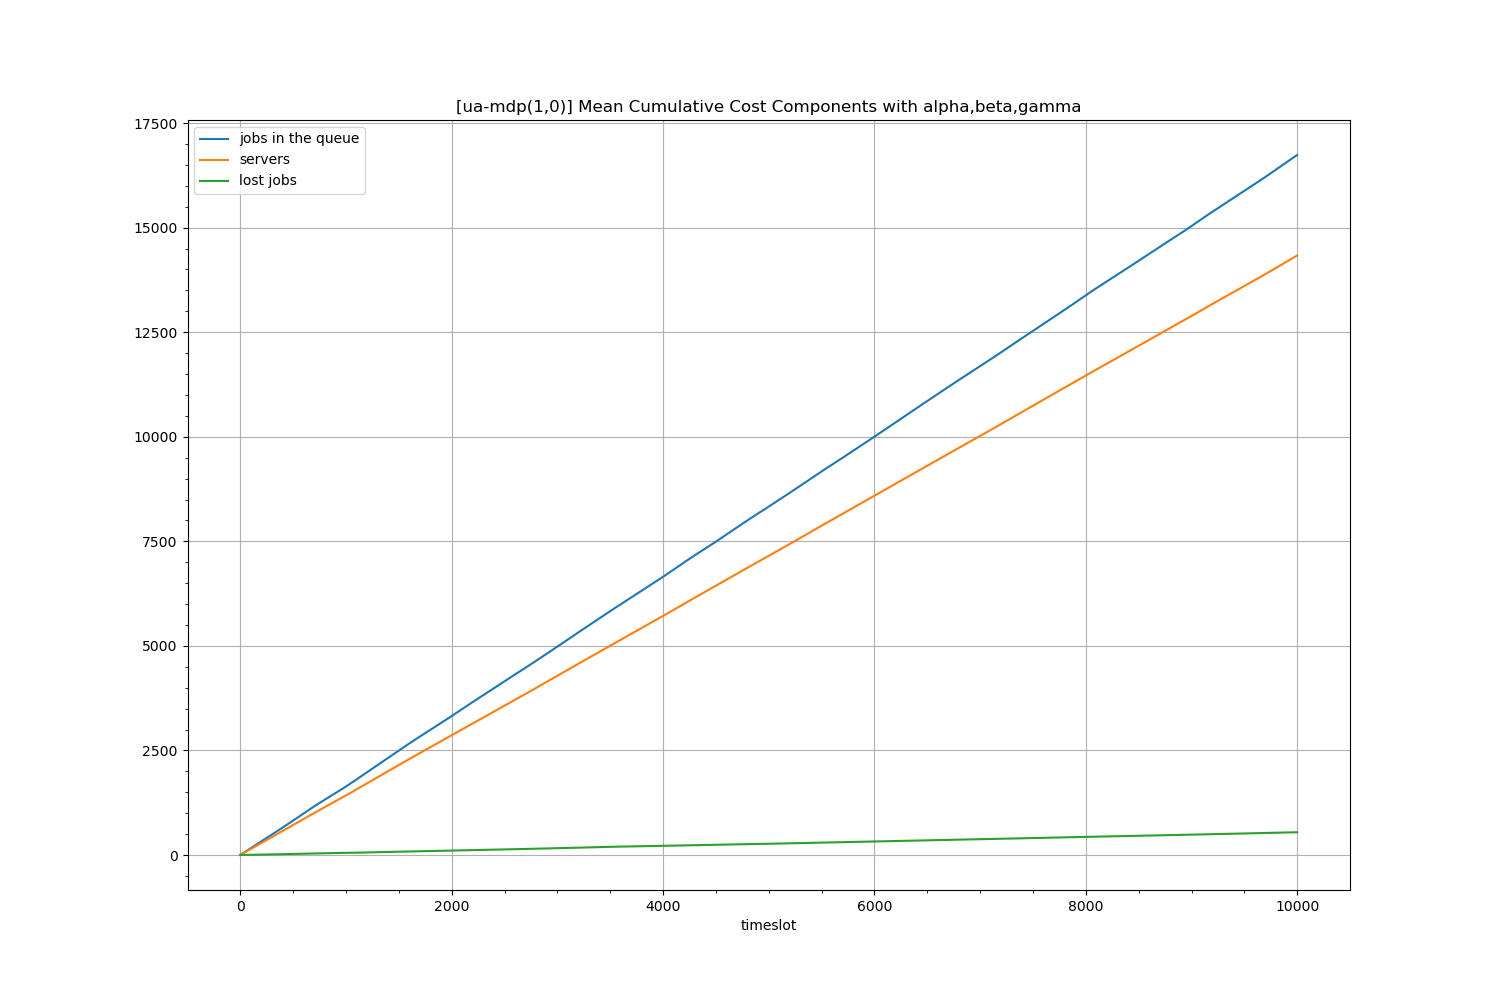 [ua-mdp(1,0)] Mean Cumulative Cost Components with alpha,beta,gamma
17500
15000
12500
10000
7500
5000
2500
0
jobs in the queue
servers
lost jobs
0 2000 4000 6000 8000 10000
timeslot